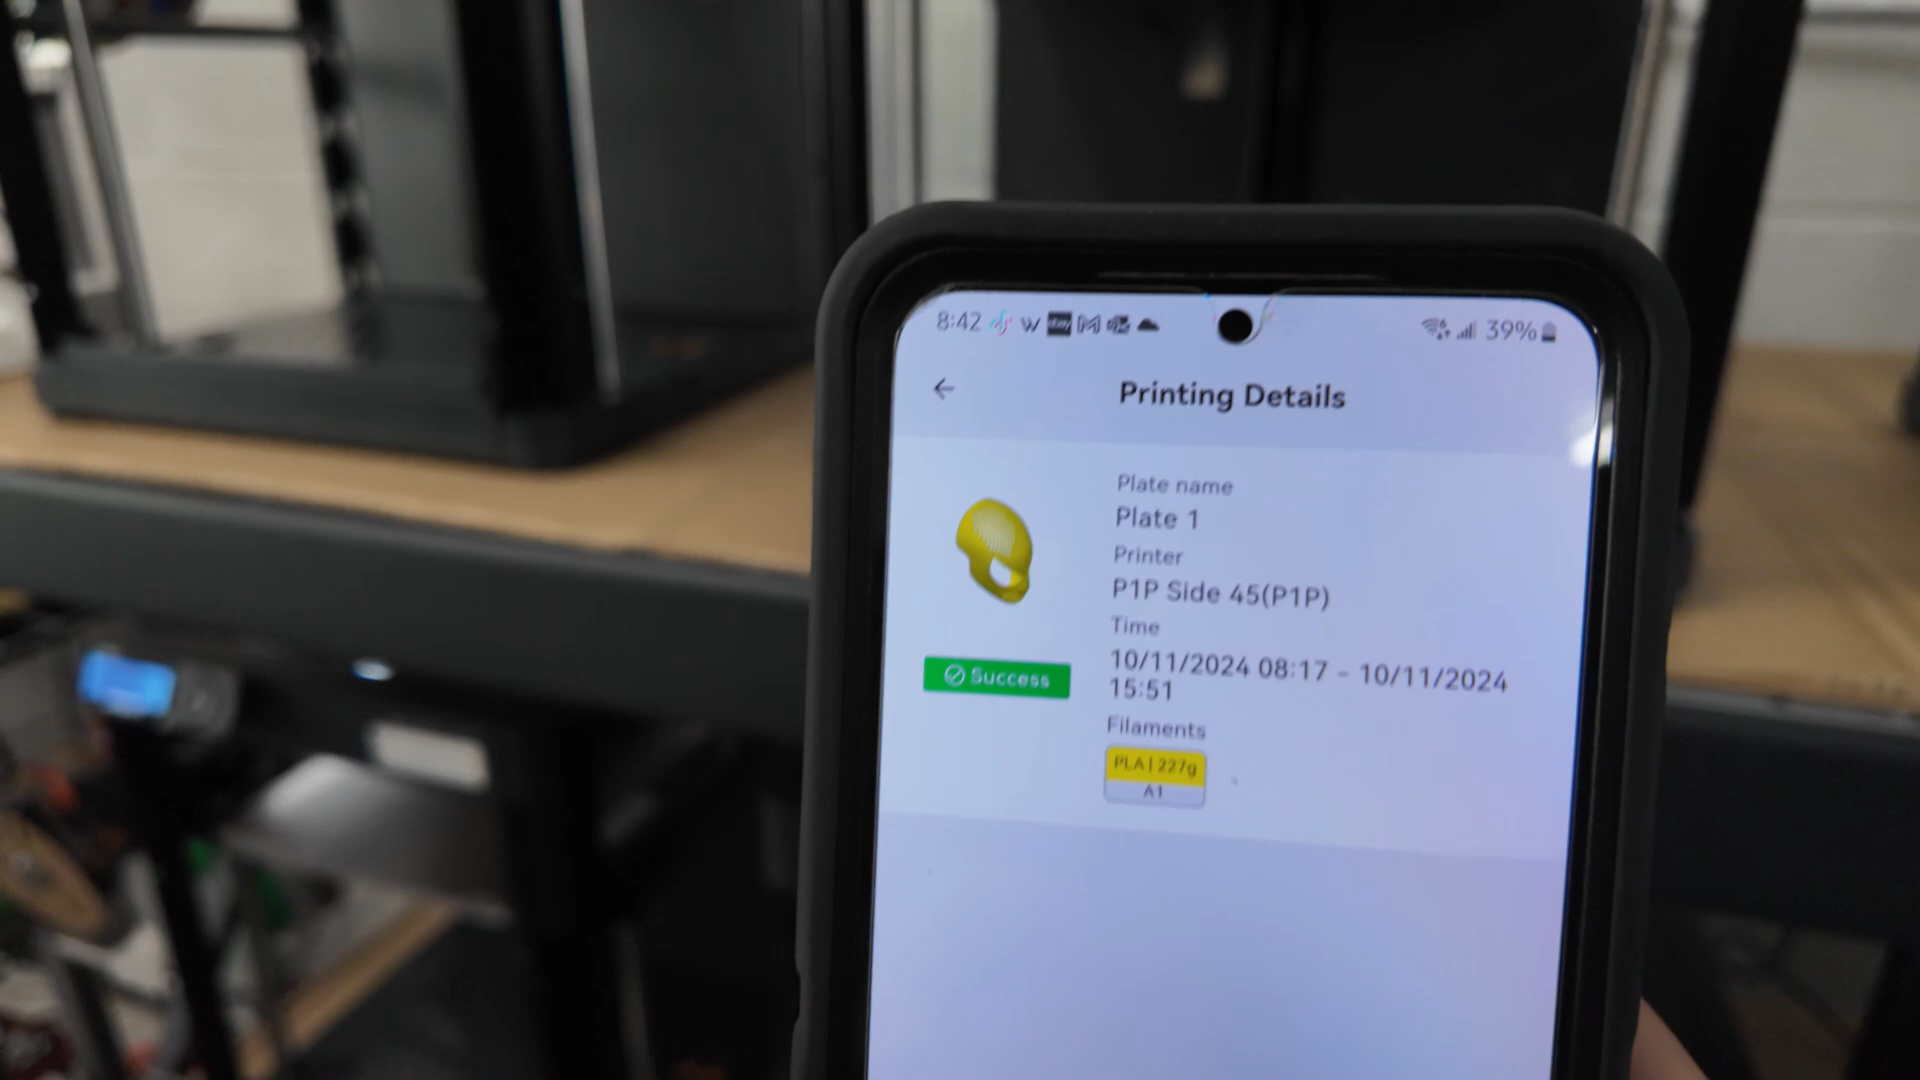 8:42 W 39%
Printing Details
Plate name
Plate 1
Printer
P1P Side 45(P1P)
Time
10/11/2024 08:17 - 10/11/2024
15:51
Success
Filaments
PLA | 227g
A1